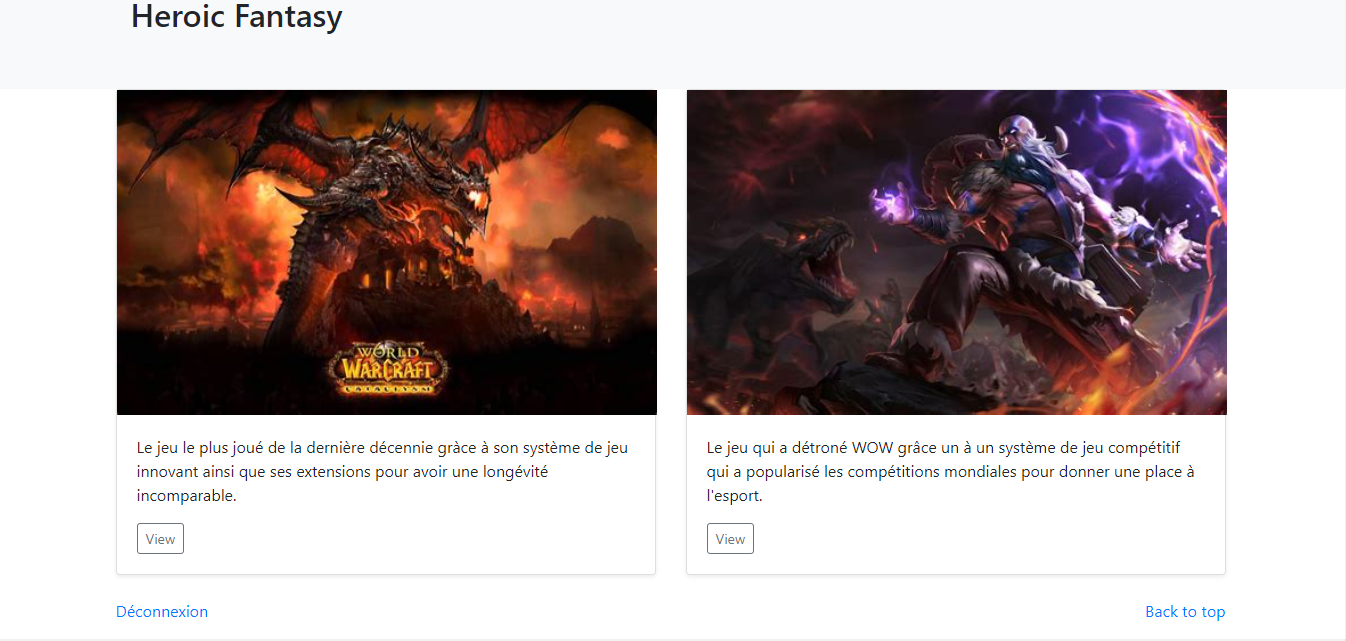 Heroic Fantasy
WORLD
WARCRAFT
CATACLYSM
Le jeu le plus joué de la dernière décennie gràce à son système de jeu
innovant ainsi que ses extensions pour avoir une longévité
incomparable.
View
Le jeu qui a détroné WOW grâce un à un système de jeu compétitif
qui a popularisé les compétitions mondiales pour donner une place à
l'esport.
View
Déconnexion
Back to top